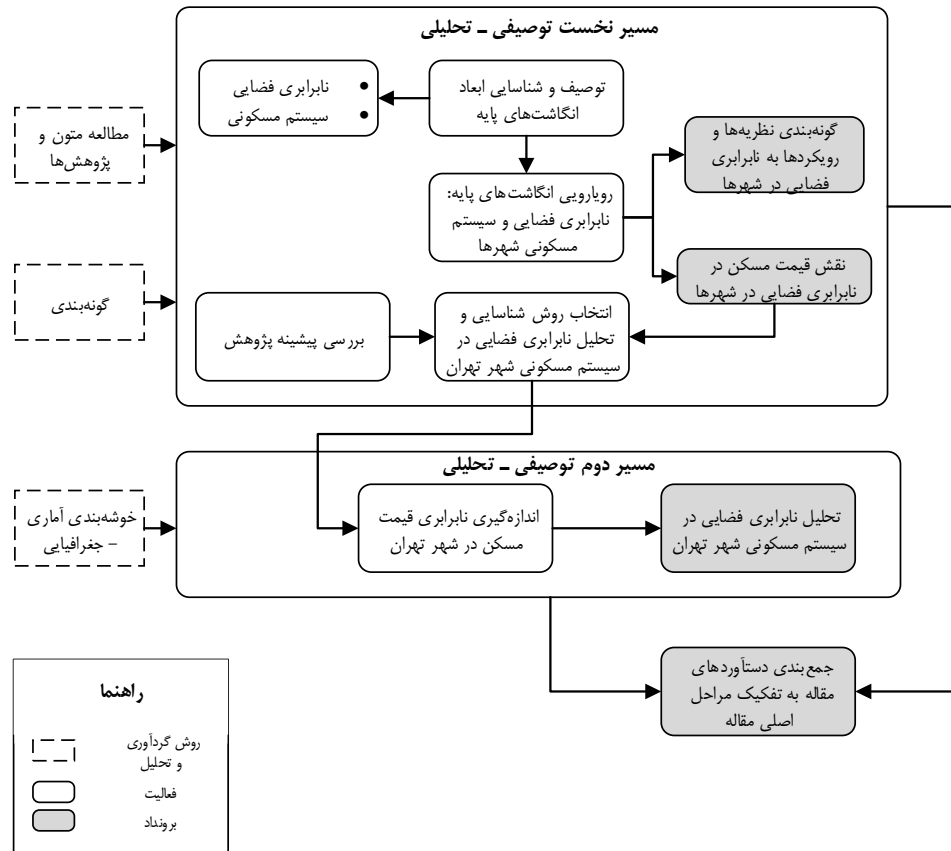 مسیر نخست توصیفی – تحلیلی
توصیف و شناسایی ابعاد
انگاشت‌های پایه
نابرابری فضایی
سیستم مسکونی
مطالعه متون و
پژوهش‌ها
گونه‌بندی نظریه‌ها و
رویکردها به نابرابری
فضایی در شهرها
رویارویی انگاشت‌های پایه:
نابرابری فضایی و سیستم
مسکونی شهرها
نقش قیمت مسکن در
نابرابری فضایی در شهرها
گونه‌بندی
انتخاب روش شناسایی و
تحلیل نابرابری فضایی در
سیستم مسکونی شهر تهران
بررسی پیشینه پژوهش
مسیر دوم توصیفی – تحلیلی
خوشه‌بندی آماری
– جغرافیایی
اندازه‌گیری نابرابری قیمت
مسکن در شهر تهران
تحلیل نابرابری فضایی در
سیستم مسکونی شهر تهران
جمع‌بندی دستآوردهای
مقاله به تفکیک مراحل
اصلی مقاله
راهنما
روش گردآوری
و تحلیل
فعالیت
برونداد